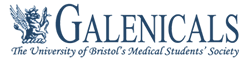 GALENICALS
The University of Bristol's Medical Students' Society